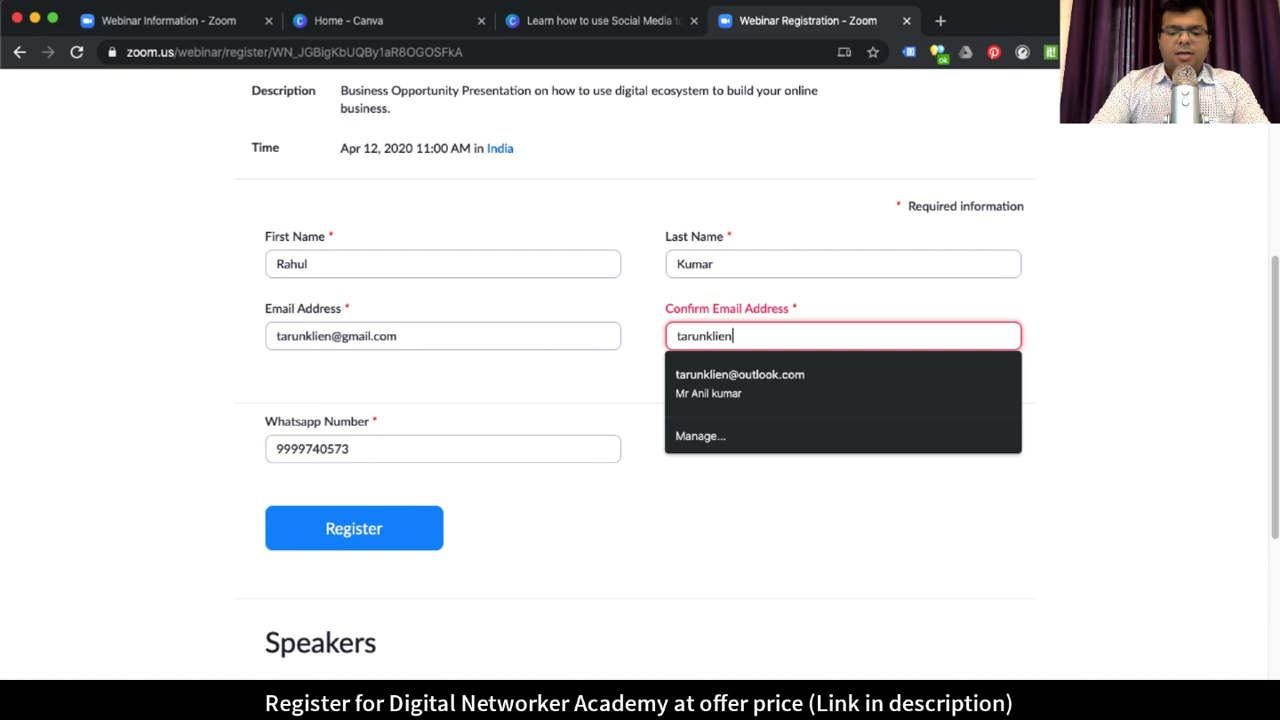 Webinar Information - Zoom
Home - Canva
Learn how to use Social Media to
Webinar Registration - Zoom
zoom.us/webinar/register/WN_JGBigKbUQBy1aR8OGOSFkA
ok
it!
Description
Business Opportunity Presentation on how to use digital ecosystem to build your online
business.
Time
Apr 12, 2020 11:00 AM in India
* Required information
First Name *
Last Name *
Rahul
Kumar
Email Address *
Confirm Email Address *
tarunklien@gmail.com
tarunklien
tarunklien@outlook.com
Mr Anil kumar
Manage...
Whatsapp Number *
9999740573
Register
Speakers
Register for Digital Networker Academy at offer price (Link in description)